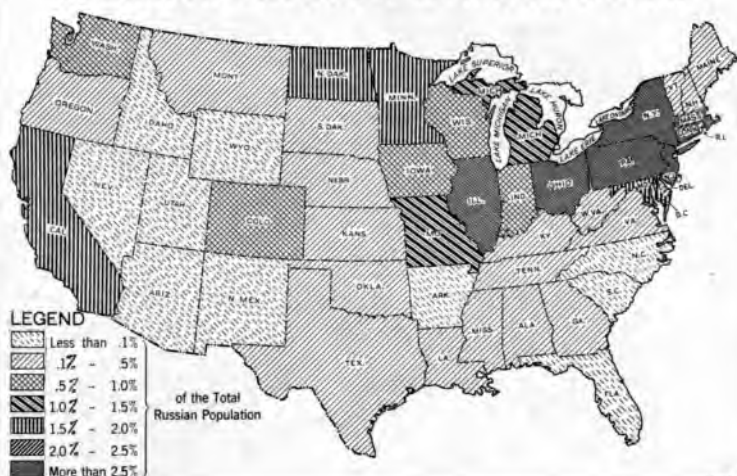 WASH.
MONT.
N. DAK.
MINN.
LAKE SUPERIOR
MAINE
OREGON
IDAHO
WYO.
S. DAK.
WIS.
MICH.
LAKE MICHIGAN
LAKE HURON
MICH
LAKE ONTARIO
N.Y.
N.H.
MASS.
R.I.
NEV.
UTAH
COLO.
NEBR.
IOWA
ILL.
IND.
OHIO
LAKE ERIE
PA.
DEL.
D.C.
CAL.
KANS.
MO.
KY.
W.VA.
VA.
ARIZ.
N. MEX.
OKLA.
ARK.
TENN.
N.C.
S.C.
TEX.
LA.
MISS.
ALA.
GA.
FLA.
LEGEND
Less than .1%
.1% - .5%
.5% - 1.0%
1.0% - 1.5%
1.5% - 2.0%
2.0% - 2.5%
More than 2.5%
of the Total
Russian Population